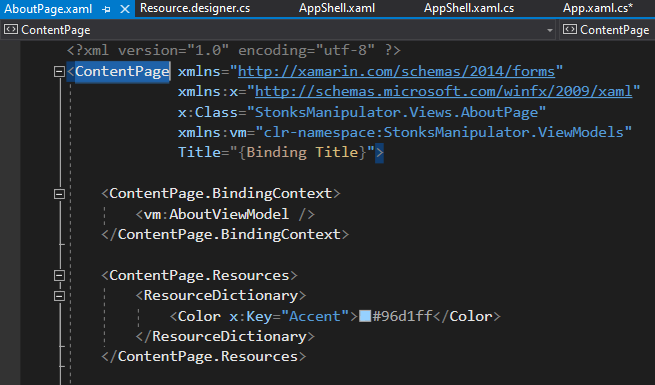 AboutPage.xaml Resource.designer.cs AppShell.xaml AppShell.xaml.cs App.xaml.cs*
ContentPage ContentPage
<?xml version="1.0" encoding="utf-8" ?>
<ContentPage xmlns="http://xamarin.com/schemas/2014/forms"
xmlns:x="http://schemas.microsoft.com/winfx/2009/xaml"
x:Class="StonksManipulator.Views.AboutPage"
xmlns:vm="clr-namespace:StonksManipulator.ViewModels"
Title="{Binding Title}">
<ContentPage.BindingContext>
<vm:AboutViewModel />
</ContentPage.BindingContext>
<ContentPage.Resources>
<ResourceDictionary>
<Color x:Key="Accent">#96d1ff</Color>
</ResourceDictionary>
</ContentPage.Resources>